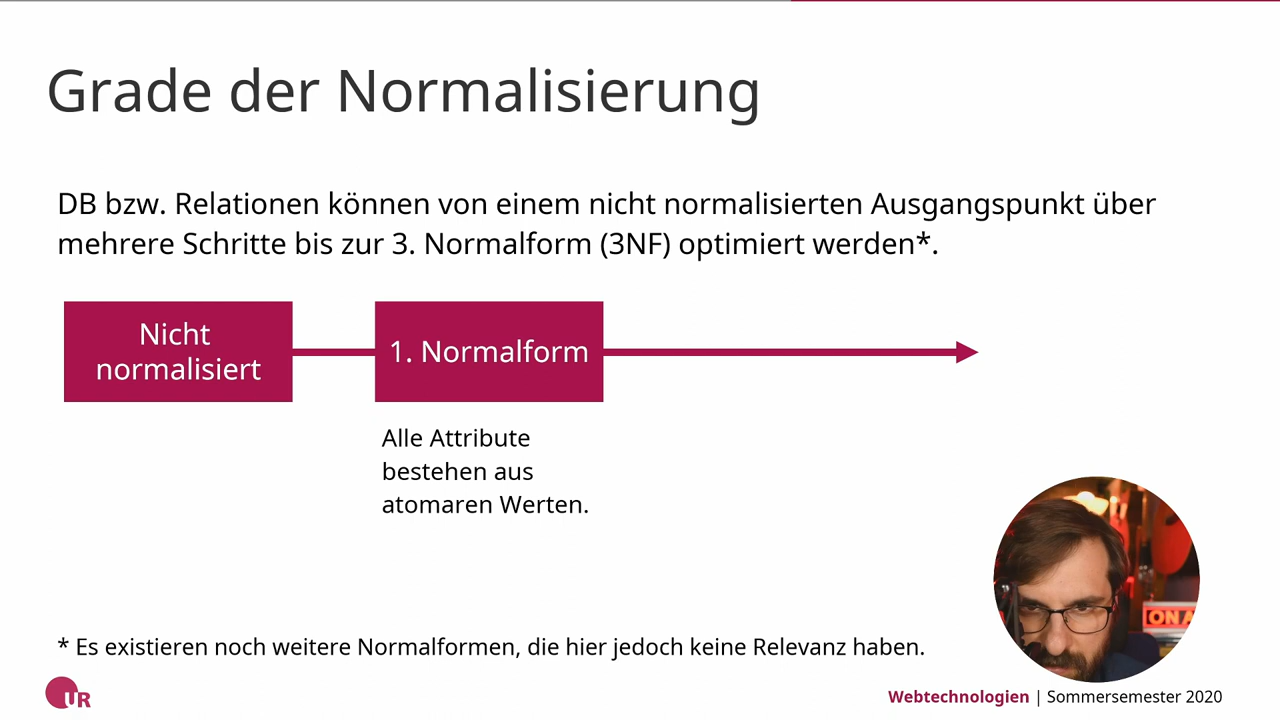 Grade der Normalisierung
DB bzw. Relationen können von einem nicht normalisierten Ausgangspunkt über
mehrere Schritte bis zur 3. Normalform (3NF) optimiert werden*.
Nicht
normalisiert
1. Normalform
Alle Attribute
bestehen aus
atomaren Werten.
ON A
* Es existieren noch weitere Normalformen, die hier jedoch keine Relevanz haben.
UR
Webtechnologien | Sommersemester 2020